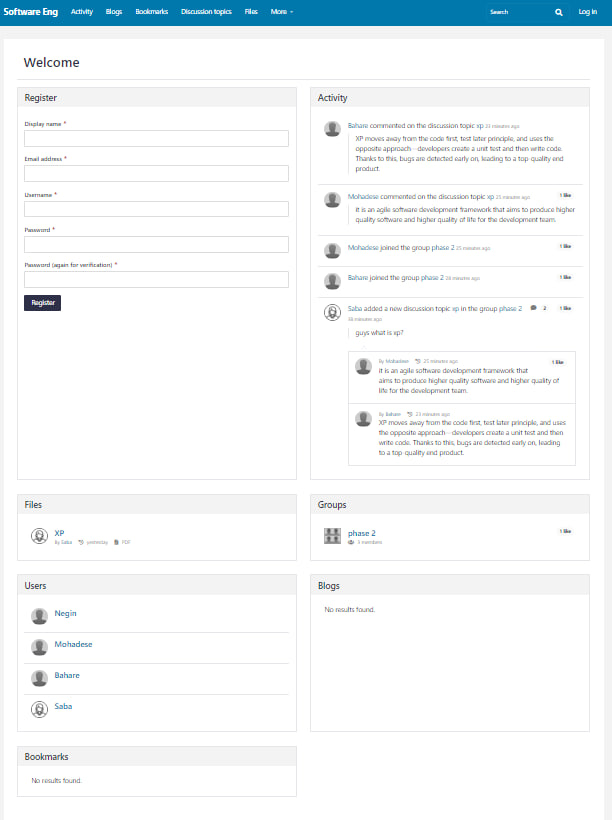 Software Eng Activity Blogs Bookmarks Discussion topics Files More Search Log in
Welcome
Register
Display name *
Email address *
Username *
Password *
Password (again for verification) *
Register
Activity
Bahare commented on the discussion topic xp 23 minutes ago
XP moves away from the code first, test later principle, and uses the
opposite approach – developers create a unit test and then write code.
Thanks to this, bugs are detected early on, leading to a top-quality end
product.
Mohadese commented on the discussion topic xp 25 minutes ago 1 like
it is an agile software development framework that aims to produce higher
quality software and higher quality of life for the development team.
Mohadese joined the group phase 2 25 minutes ago 1 like
Bahare joined the group phase 2 28 minutes ago 1 like
Saba added a new discussion topic xp in the group phase 2 2 1 like
38 minutes ago
guys what is xp?
By Mohadese 25 minutes ago 1 like
it is an agile software development framework that
aims to produce higher quality software and higher quality of
life for the development team.
By Bahare 23 minutes ago
XP moves away from the code first, test later principle, and uses
the opposite approach – developers create a unit test and then
write code. Thanks to this, bugs are detected early on, leading
to a top-quality end product.
Files
XP
By Saba yesterday PDF
Groups
phase 2 1 like
3 members
Users
Negin
Mohadese
Bahare
Saba
Blogs
No results found.
Bookmarks
No results found.